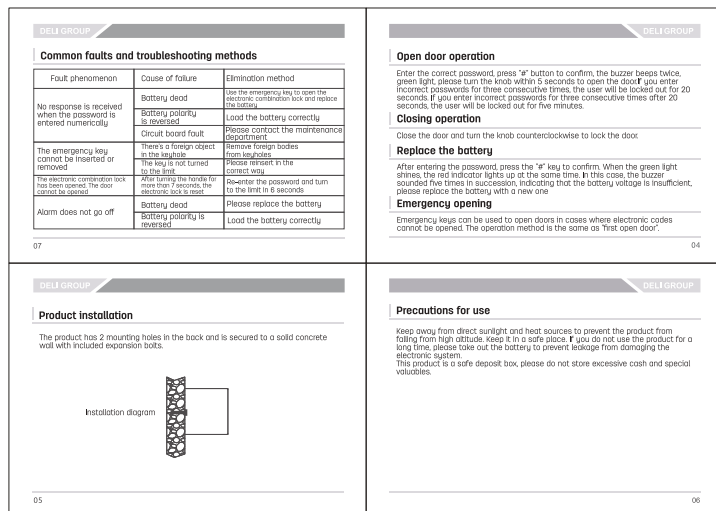 DELI GROUP
Common faults and troubleshooting methods
Fault phenomenon Cause of failure Elimination method
No response is received
when the password is
entered numerically
Battery dead
Use the emergency key to open the
electronic combination lock and replace
the battery
Battery polarity
is reversed
Load the battery correctly
Circuit board fault
Please contact the maintenance
department
The emergency key
cannot be inserted or
removed
There's a foreign object
in the keyhole
Remove foreign bodies
from keyholes
The key is not turned
to the limit
Please reinsert in the
correct way
The electronic combination lock
has been opened. The door
cannot be opened
After turning the handle for
more than 7 seconds, the
electronic lock is reset
Re-enter the password and turn
to the limit in 6 seconds
Alarm does not go off
Battery dead
Please replace the battery
Battery polarity is
reversed
Load the battery correctly
07
DELI GROUP
Open door operation
Enter the correct password, press "#" button to confirm, the buzzer beeps twice,
green light, please turn the knob within 5 seconds to open the door.If you enter
incorrect passwords for three consecutive times, the user will be locked out for 20
seconds. If you enter incorrect passwords for three consecutive times after 20
seconds, the user will be locked out for five minutes.
Closing operation
Close the door and turn the knob counterclockwise to lock the door.
Replace the battery
After entering the password, press the "#" key to confirm. When the green light
shines, the red indicator lights up at the same time. In this case, the buzzer
sounded five times in succession, indicating that the battery voltage is insufficient,
please replace the battery with a new one
Emergency opening
Emergency keys can be used to open doors in cases where electronic codes
cannot be opened. The operation method is the same as "first open door".
04
DELI GROUP
Product installation
The product has 2 mounting holes in the back and is secured to a solid concrete
wall with included expansion bolts.
Installation diagram
05
DELI GROUP
Precautions for use
Keep away from direct sunlight and heat sources to prevent the product from
falling from high altitude. Keep it in a safe place. If you do not use the product for a
long time, please take out the battery to prevent leakage from damaging the
electronic system.
This product is a safe deposit box, please do not store excessive cash and special
valuables.
06